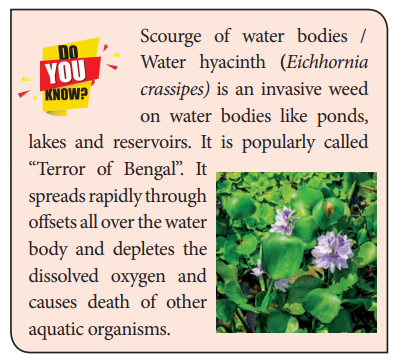 DO
YOU
KNOW?
Scourge of water bodies /
Water hyacinth (Eichhornia
crassipes) is an invasive weed
on water bodies like ponds,
lakes and reservoirs. It is popularly called
“Terror of Bengal”. It
spreads rapidly through
offsets all over the water
body and depletes the
dissolved oxygen and
causes death of other
aquatic organisms.